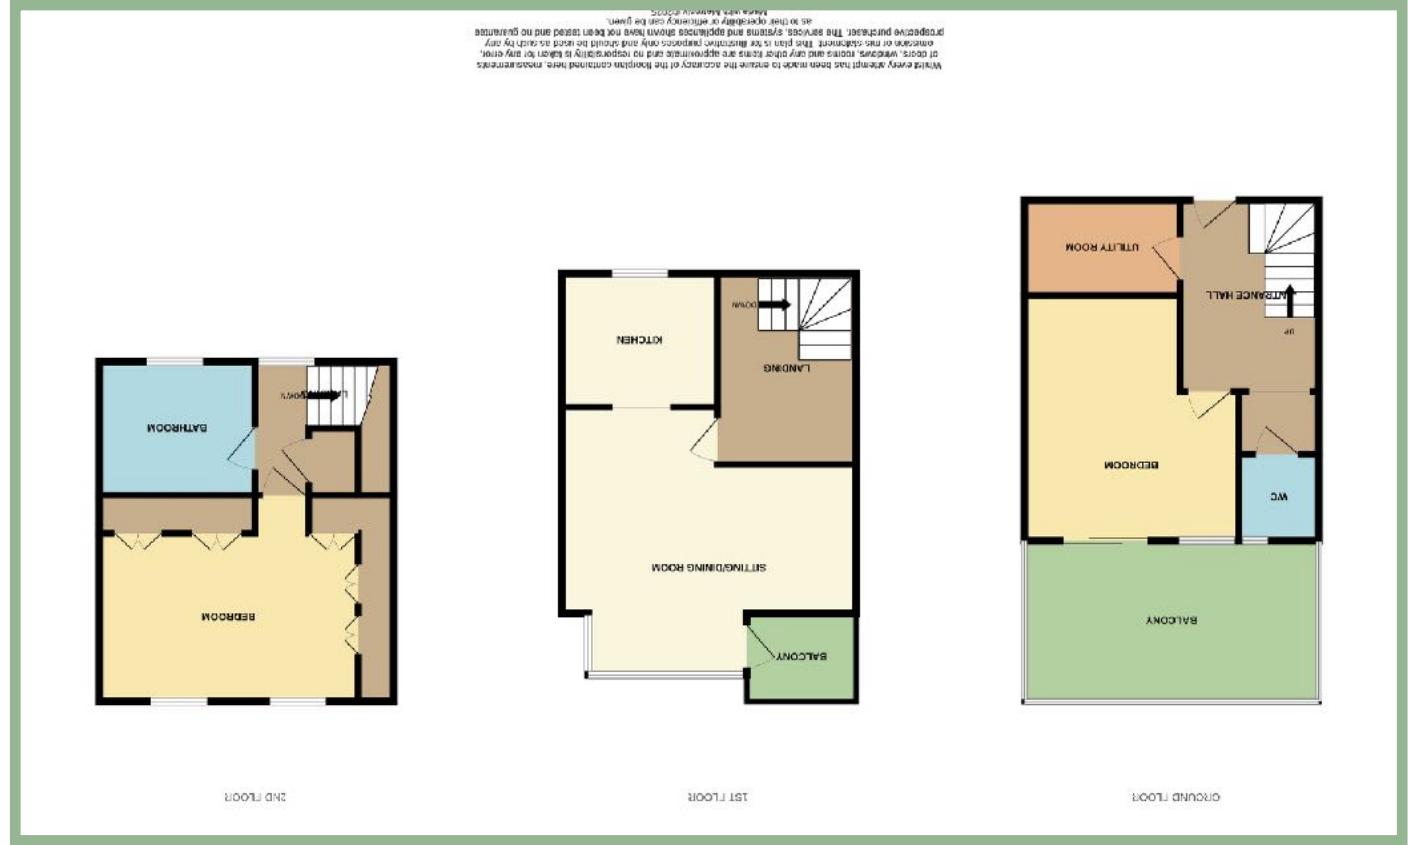 GROUND FLOOR
1ST FLOOR
2ND FLOOR
BALCONY
WC
BEDROOM
UP
ENTRANCE HALL
UTILITY ROOM
BALCONY
SITTING/DINING ROOM
LANDING
KITCHEN
DOWN
BEDROOM
BATHROOM
DOWN
Whilst every attempt has been made to ensure the accuracy of the floorplan contained here, measurements
of doors, windows, rooms and any other items are approximate and no responsibility is taken for any error,
omission or mis-statement. This plan is for illustrative purposes only and should be used as such by any
prospective purchaser. The services, systems and appliances shown have not been tested and no guarantee
as to their operability or efficiency can be given.
Made with Metropix ©2025